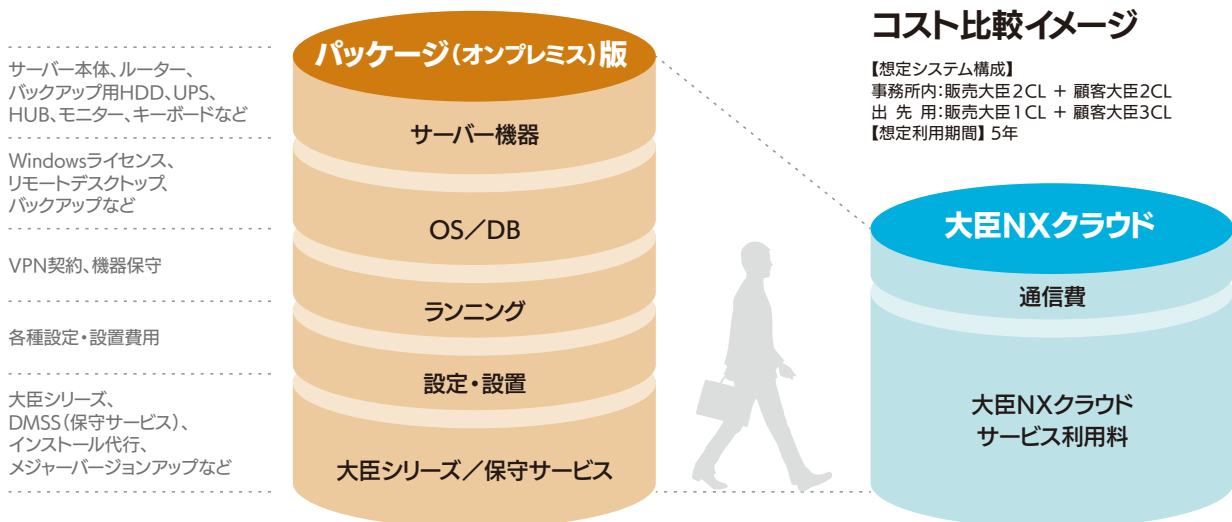 コスト比較イメージ
【想定システム構成】
事務所内:販売大臣2CL + 顧客大臣2CL
出 先 用:販売大臣1CL + 顧客大臣3CL
【想定利用期間】5年
パッケージ(オンプレミス)版
サーバー本体、ルーター、
バックアップ用HDD、UPS、
HUB、モニター、キーボードなど
サーバー機器
Windowsライセンス、
リモートデスクトップ、
バックアップなど
OS/DB
VPN契約、機器保守
ランニング
各種設定・設置費用
設定・設置
大臣シリーズ、
DMSS(保守サービス)、
インストール代行、
メジャーバージョンアップなど
大臣シリーズ/保守サービス
大臣NXクラウド
通信費
大臣NXクラウド
サービス利用料